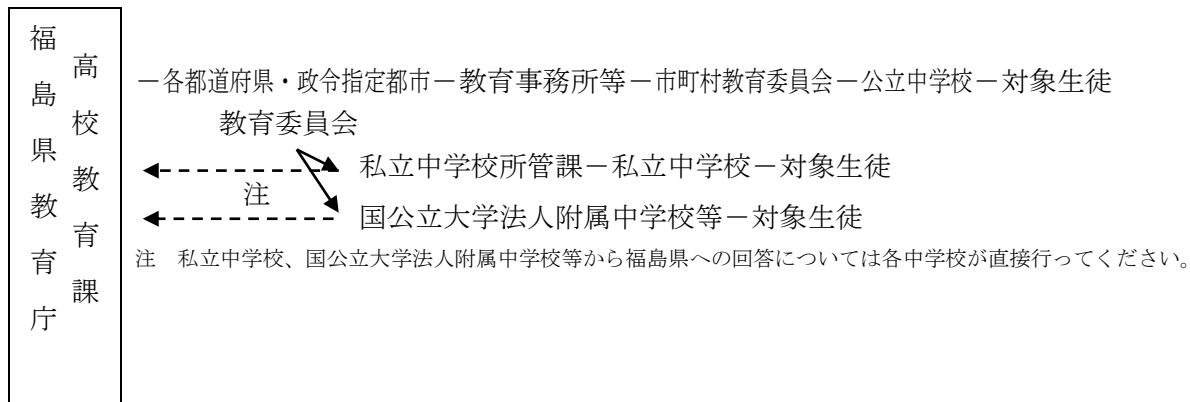 福島県教育庁
高校教育課
－各都道府県・政令指定都市－教育事務所等－市町村教育委員会－公立中学校－対象生徒
教育委員会
私立中学校所管課－私立中学校－対象生徒
注
国公立大学法人附属中学校等－対象生徒
注　私立中学校、国公立大学法人附属中学校等から福島県への回答については各中学校が直接行ってください。